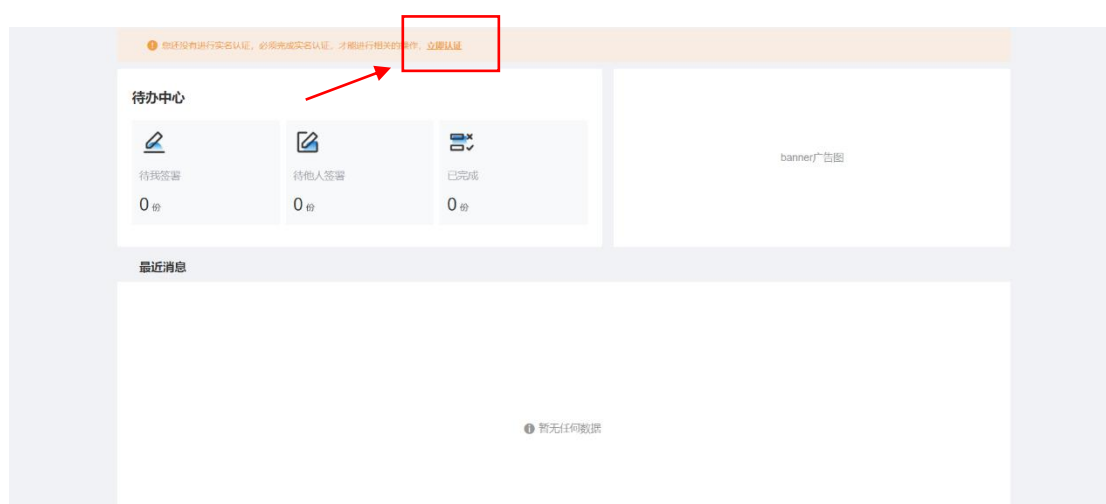 您还没有进行实名认证，必须完成实名认证，才能进行相关的操作，立即认证
待办中心
待我签署
待他人签署
已完成
0 份
0 份
0 份
banner广告图
最近消息
暂无任何数据